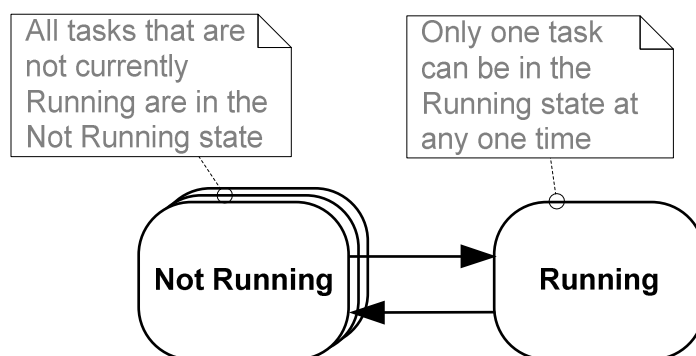 All tasks that are
not currently
Running are in the
Not Running state
Only one task
can be in the
Running state at
any one time
Not Running
Running